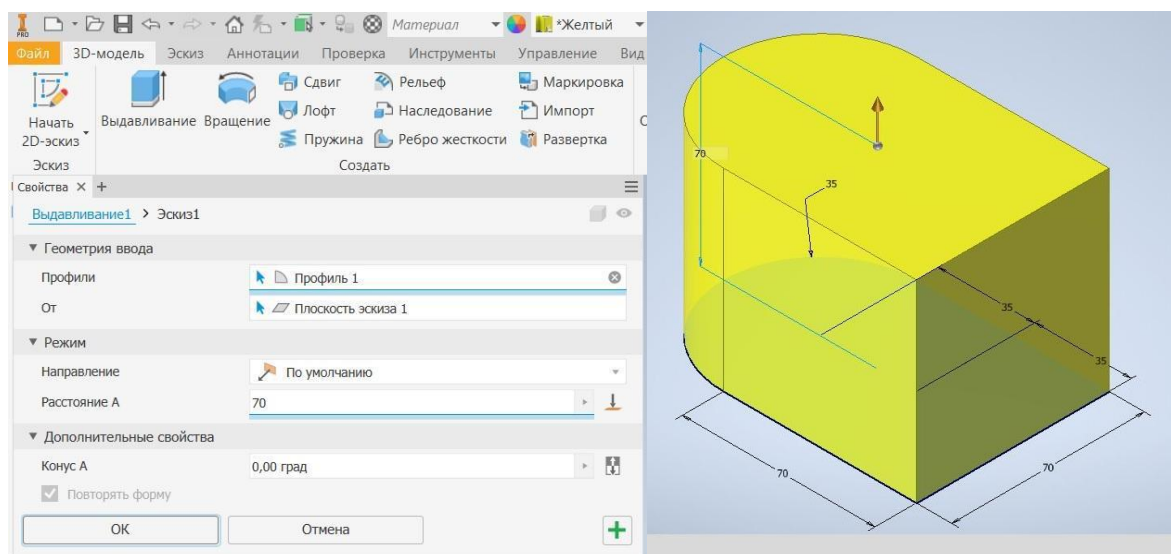 PRO
Материал
*Желтый
Файл 3D-модель Эскиз Аннотации Проверка Инструменты Управление Вид
Начать
2D-эскиз
Выдавливание
Вращение
Сдвиг
Лофт
Пружина
Рельеф
Наследование
Ребро жесткости
Маркировка
Импорт
Развертка
Эскиз
Создать
Свойства × +
Выдавливание1 > Эскиз1
Геометрия ввода
Профили Профиль 1
От Плоскость эскиза 1
Режим
Направление По умолчанию
Расстояние A 70
Дополнительные свойства
Конус A 0,00 град
Повторять форму
OK Отмена
70
35
35
35
70
70